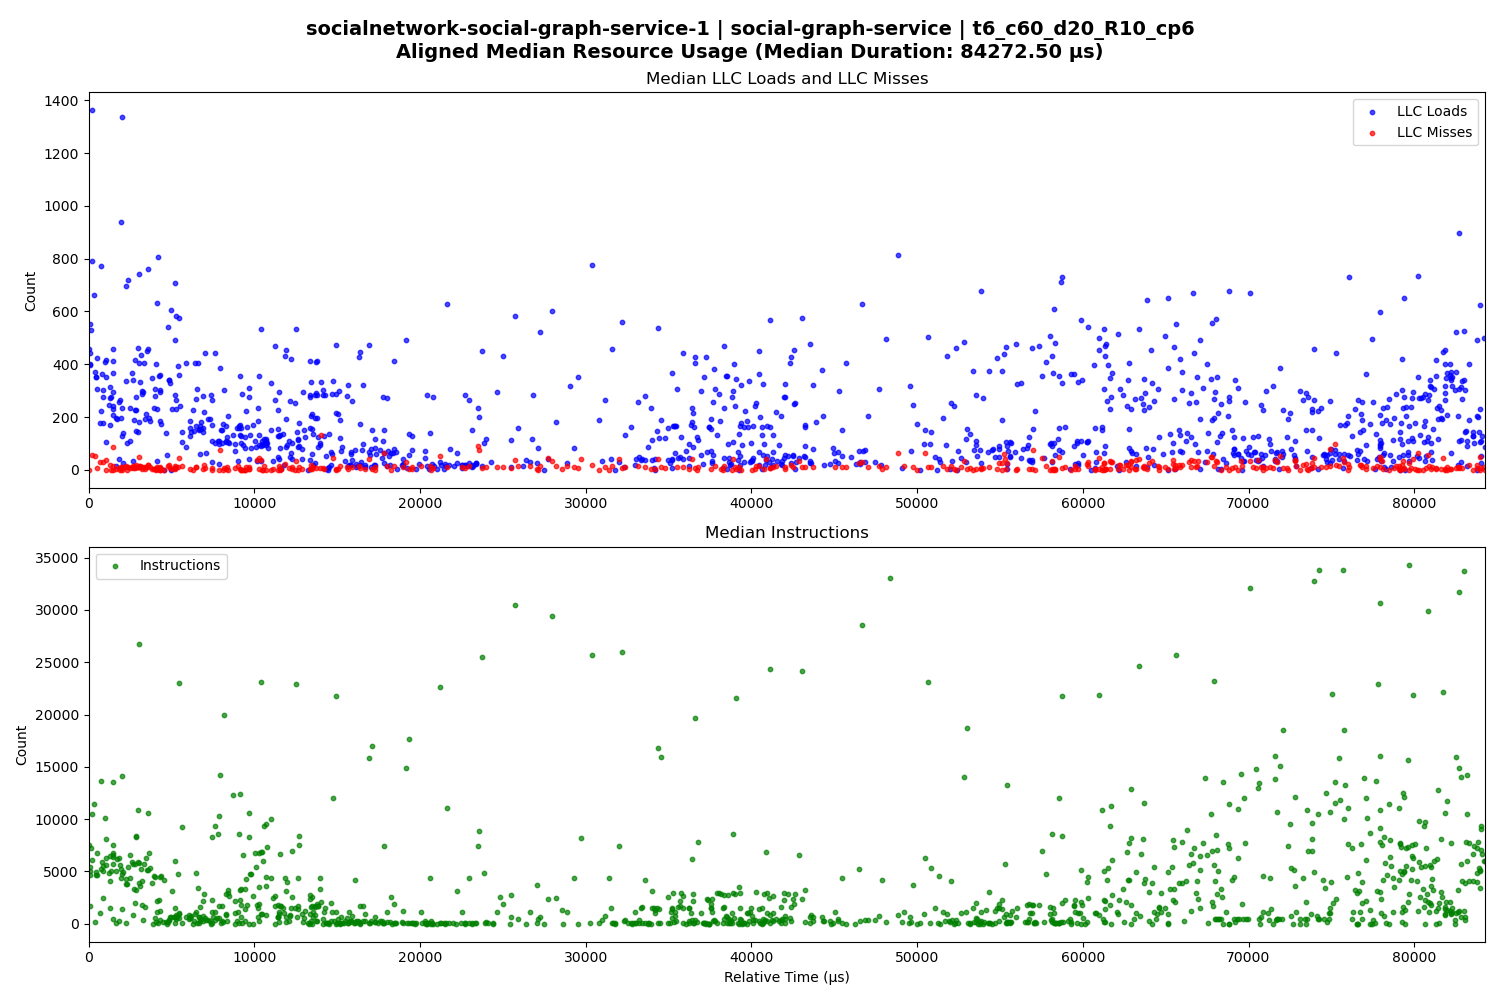 socialnetwork-social-graph-service-1 | social-graph-service | t6_c60_d20_R10_cp6
Aligned Median Resource Usage (Median Duration: 84272.50 µs)
Median LLC Loads and LLC Misses
1400
1200
1000
800
600
400
200
0
Count
LLC Loads
LLC Misses
0 10000 20000 30000 40000 50000 60000 70000 80000
Median Instructions
35000
30000
25000
20000
15000
10000
5000
0
Count
Instructions
0 10000 20000 30000 40000 50000 60000 70000 80000
Relative Time (µs)